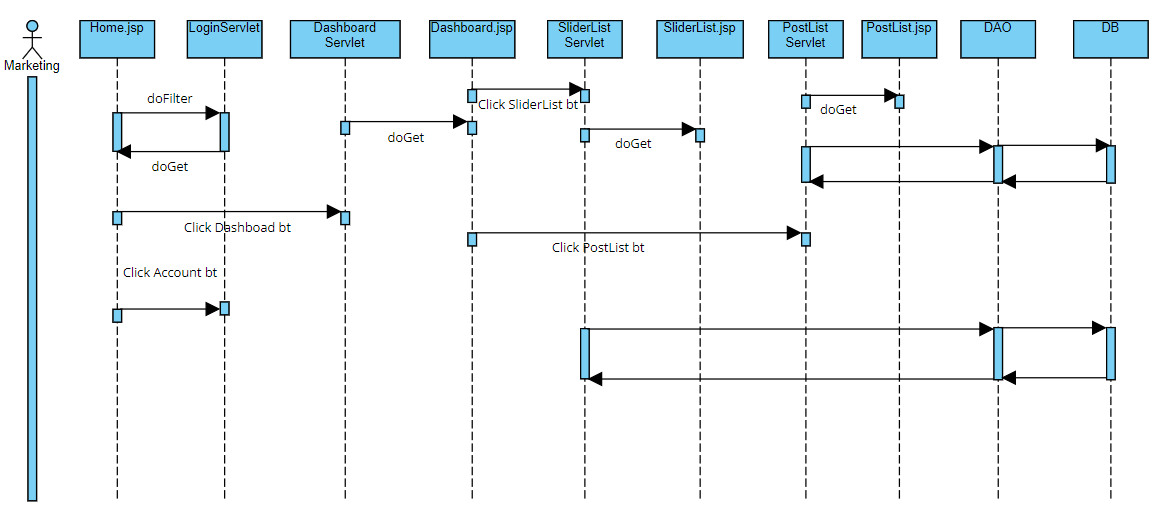 Marketing
Home.jsp
LoginServlet
Dashboard
Servlet
Dashboard.jsp
SliderList
Servlet
SliderList.jsp
PostList
Servlet
PostList.jsp
DAO
DB
doFilter
doGet
Click SliderList bt
doGet
doGet
doGet
Click Dashboad bt
Click PostList bt
Click Account bt